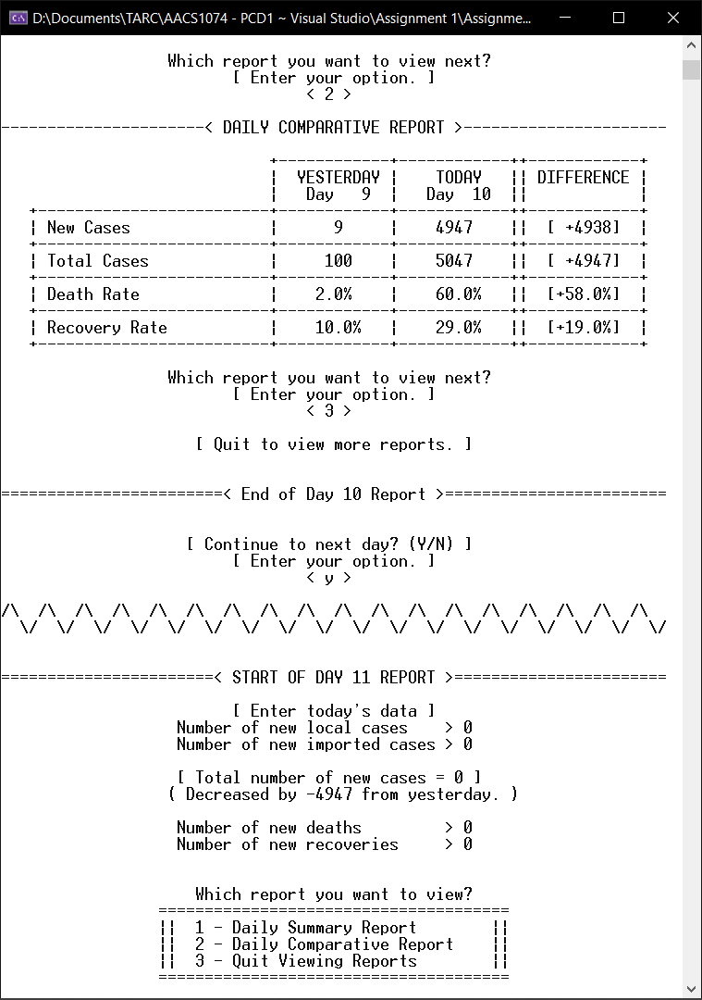 D:\Documents\TARC\AACS1074 - PCD1 ~ Visual Studio\Assignment 1\Assignme...
Which report you want to view next?
[ Enter your option. ]
< 2 >
----------------------< DAILY COMPARATIVE REPORT >----------------------
+------------+------------++------------+
| YESTERDAY | TODAY || DIFFERENCE |
| Day 9 | Day 10 || |
+-------------------------+------------+------------++------------+
| New Cases | 9 | 4947 || [ +4938] |
+-------------------------+------------+------------++------------+
| Total Cases | 100 | 5047 || [ +4947] |
+-------------------------+------------+------------++------------+
| Death Rate | 2.0% | 60.0% || [+58.0%] |
+-------------------------+------------+------------++------------+
| Recovery Rate | 10.0% | 29.0% || [+19.0%] |
+-------------------------+------------+------------++------------+
Which report you want to view next?
[ Enter your option. ]
< 3 >
[ Quit to view more reports. ]
========================< End of Day 10 Report >========================
[ Continue to next day? (Y/N) ]
[ Enter your option. ]
< y >
/\  /\  /\  /\  /\  /\  /\  /\  /\  /\  /\  /\  /\  /\  /\  /\  /\  /\
  \/  \/  \/  \/  \/  \/  \/  \/  \/  \/  \/  \/  \/  \/  \/  \/  \/  \/
=======================< START OF DAY 11 REPORT >=======================
[ Enter today's data ]
Number of new local cases > 0
Number of new imported cases > 0
[ Total number of new cases = 0 ]
( Decreased by -4947 from yesterday. )
Number of new deaths > 0
Number of new recoveries > 0
Which report you want to view?
======================================
|| 1 - Daily Summary Report ||
|| 2 - Daily Comparative Report ||
|| 3 - Quit Viewing Reports ||
======================================